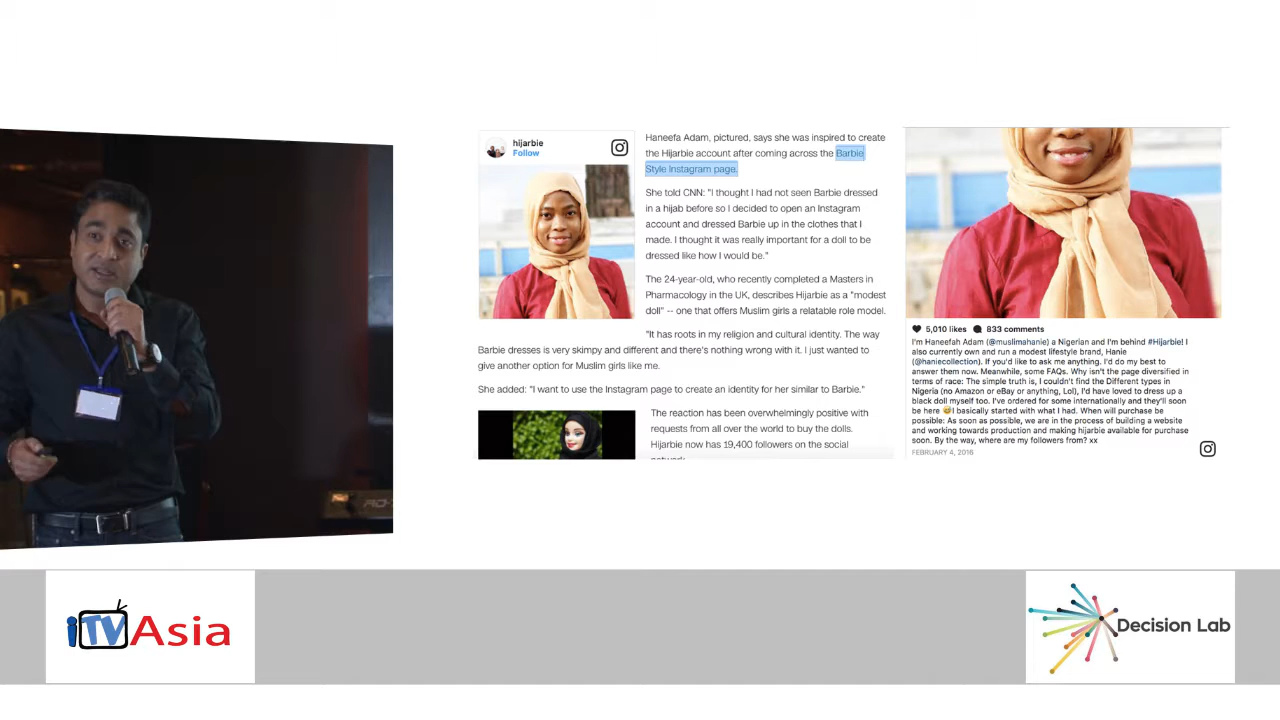 hijarbie
Follow
Haneefa Adam, pictured, says she was inspired to create
the Hijarbie account after coming across the Barbie
Style Instagram page.
She told CNN: "I thought I had not seen Barbie dressed
in a hijab before so I decided to open an Instagram
account and dressed Barbie up in the clothes that I
made. I thought it was really important for a doll to be
dressed like how I would be."
The 24-year-old, who recently completed a Masters in
Pharmacology in the UK, describes Hijarbie as a "modest
doll" -- one that offers Muslim girls a relatable role model.
"It has roots in my religion and cultural identity. The way
Barbie dresses is very skimpy and different and there's nothing wrong with it. I just wanted to
give another option for Muslim girls like me.
She added: "I want to use the Instagram page to create an identity for her similar to Barbie."
The reaction has been overwhelmingly positive with
requests from all over the world to buy the dolls.
Hijarbie now has 19,400 followers on the social
5,010 likes 833 comments
I'm Haneefah Adam (@muslimahanie) a Nigerian and I'm behind #Hijarbie! I
also currently own and run a modest lifestyle brand, Hanie
(@haniecollection). If you'd like to ask me anything. I'd do my best to
answer them now. Meanwhile, some FAQs. Why isn't the page diversified in
terms of race: The simple truth is, I couldn't find the Different types in
Nigeria (no Amazon or eBay or anything, Lol), I'd have loved to dress up a
black doll myself too. I've ordered for some internationally and they'll soon
be here 😅I basically started with what I had. When will purchase be
possible: As soon as possible, we are in the process of building a website
and working towards production and making hijarbie available for purchase
soon. By the way, where are my followers from? xx
FEBRUARY 4, 2016
iTV Asia
Decision Lab